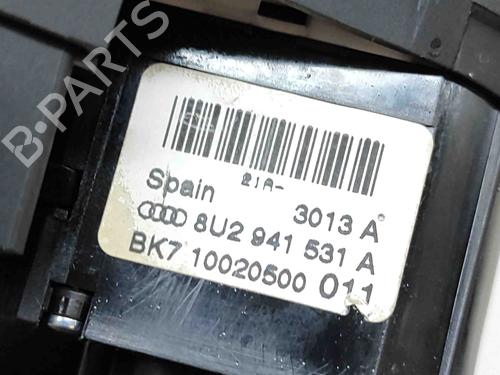 B-PARTS
21A-
Spain
3013 A
8U2 941 531 A
BK7 10020500 011